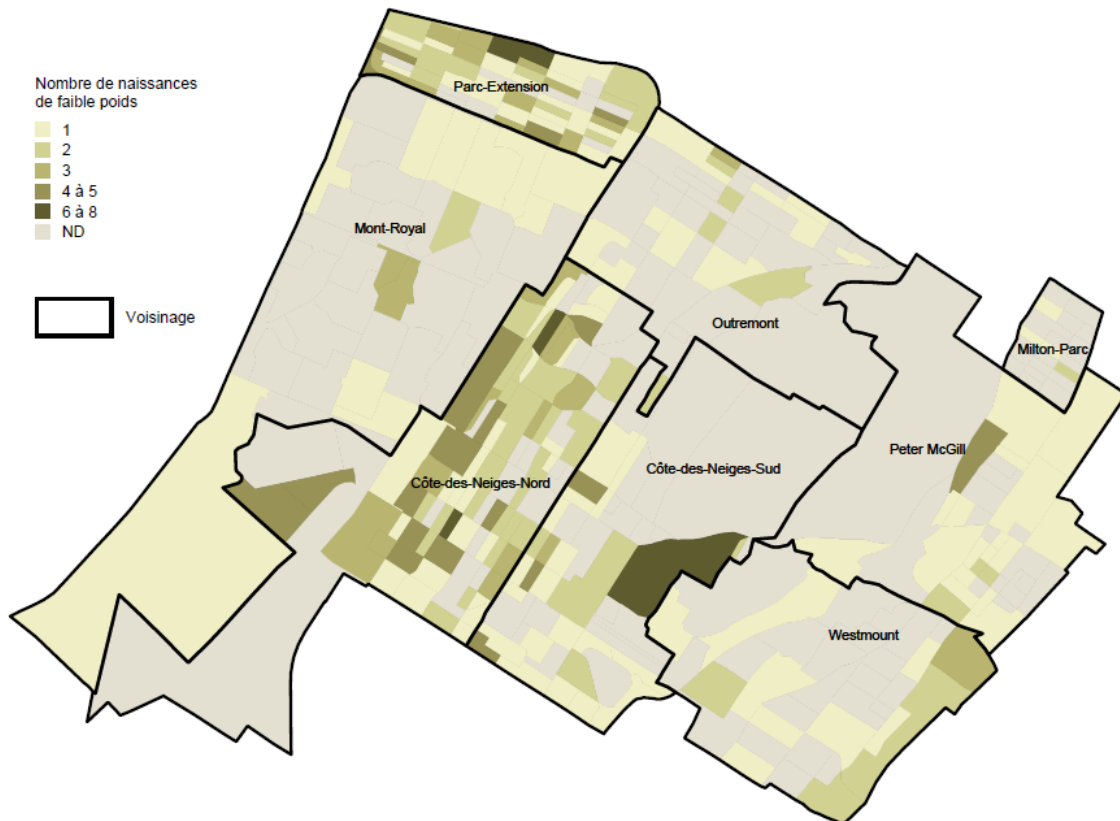 Nombre de naissances
de faible poids
1
2
3
4 à 5
6 à 8
ND
Voisinage
Parc-Extension
Mont-Royal
Outremont
Milton-Parc
Peter McGill
Côte-des-Neiges-Sud
Côte-des-Neiges-Nord
Westmount